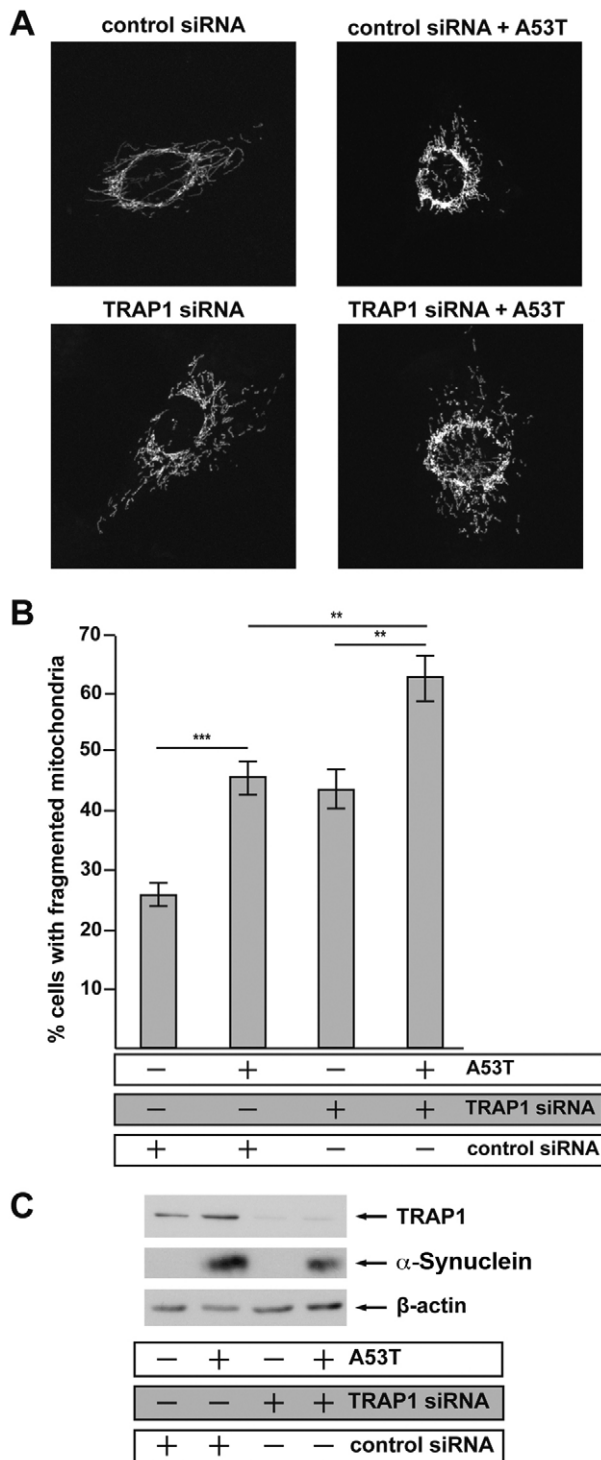 A
control siRNA
control siRNA + A53T
TRAP1 siRNA
TRAP1 siRNA + A53T
B
% cells with fragmented mitochondria
70
60
50
40
30
20
10
***
**
**
− + − + A53T
− − + + TRAP1 siRNA
+ + − − control siRNA
C
TRAP1
α-Synuclein
β-actin
− + − + A53T
− − + + TRAP1 siRNA
+ + − − control siRNA